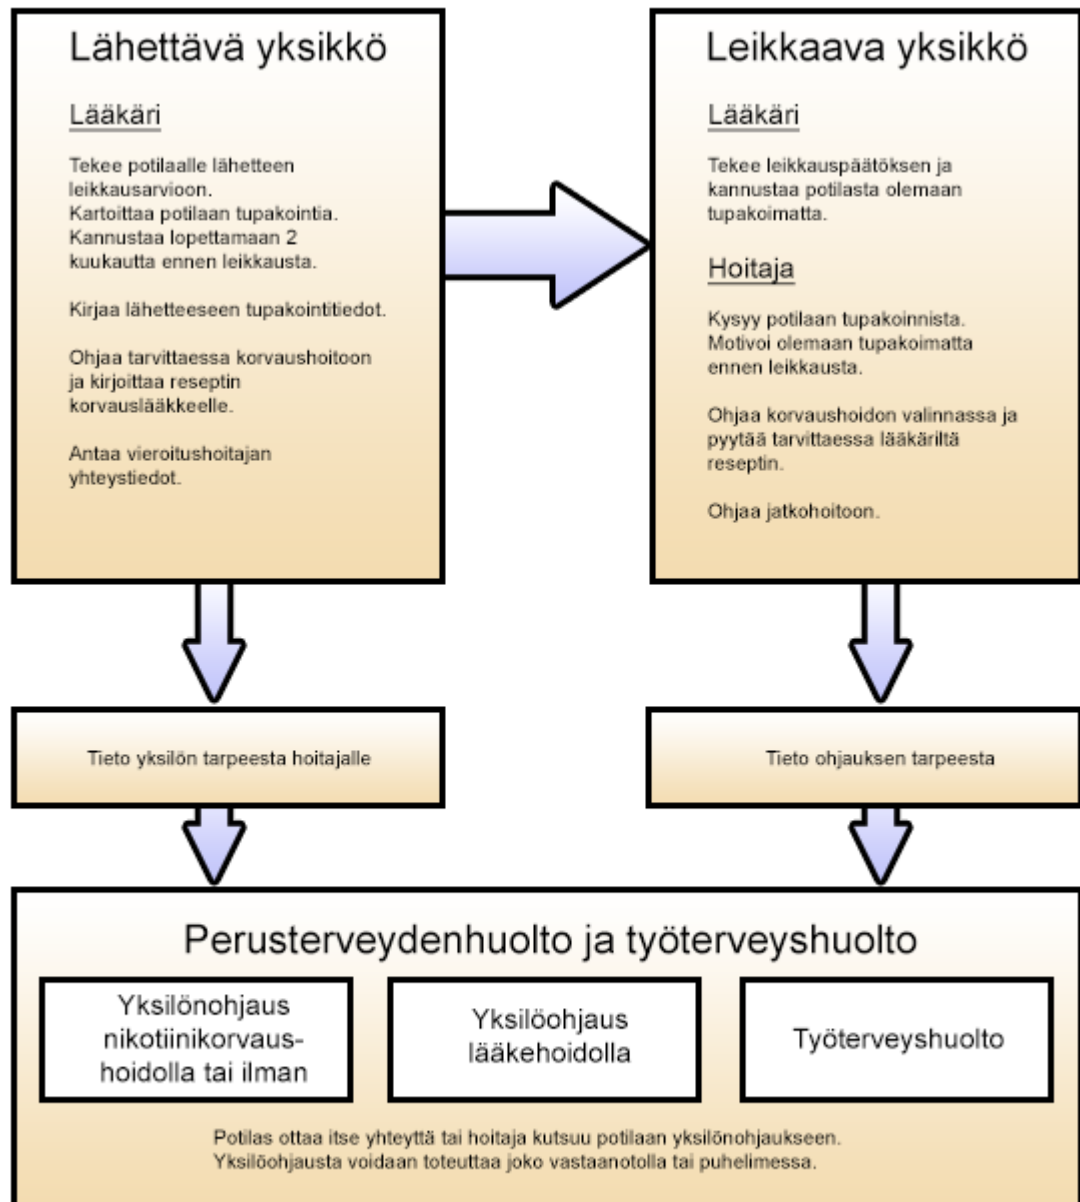 Lähettävä yksikkö
Lääkäri
Tekee potilaalle lähetteen
leikkausarvioon.
Kartoittaa potilaan tupakointia.
Kannustaa lopettamaan 2
kuukautta ennen leikkausta.
Kirjaa lähetteeseen tupakointitiedot.
Ohjaa tarvittaessa korvaushoitoon
ja kirjoittaa reseptin
korvauslääkkeelle.
Antaa vieroitushoitajan
yhteystiedot.
Leikkaava yksikkö
Lääkäri
Tekee leikkauspäätöksen ja
kannustaa potilasta olemaan
tupakoimatta.
Hoitaja
Kysyy potilaan tupakoinnista.
Motivoi olemaan tupakoimatta
ennen leikkausta.
Ohjaa korvaushoidon valinnassa ja
pyytää tarvittaessa lääkäriltä
reseptin.
Ohjaa jatkohoitoon.
Tieto yksilön tarpeesta hoitajalle
Tieto ohjauksen tarpeesta
Perusterveydenhuolto ja työterveyshuolto
Yksilönohjaus
nikotiinikorvaus-
hoidolla tai ilman
Yksilöohjaus
lääkehoidolla
Työterveyshuolto
Potilas ottaa itse yhteyttä tai hoitaja kutsuu potilaan yksilönohjaukseen.
Yksilöohjausta voidaan toteuttaa joko vastaanotolla tai puhelimessa.